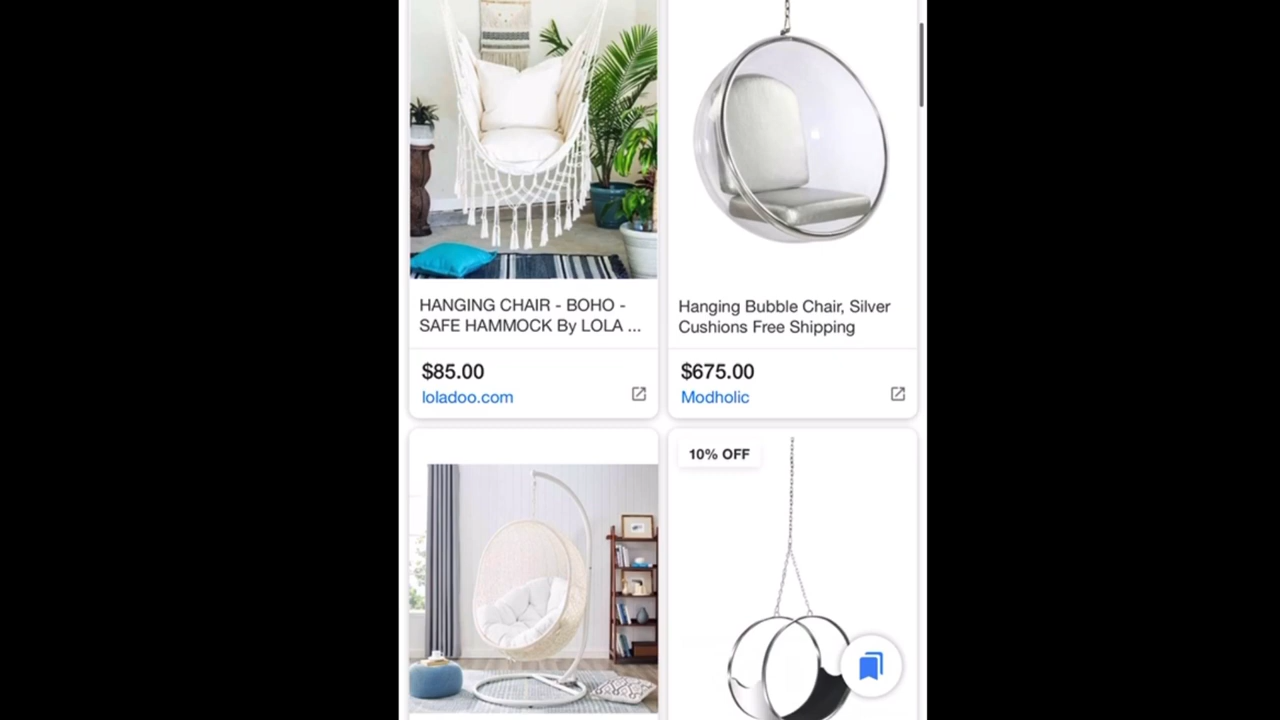 HANGING CHAIR - BOHO -
SAFE HAMMOCK By LOLA ...
$85.00
loladoo.com
Hanging Bubble Chair, Silver
Cushions Free Shipping
$675.00
Modholic
10% OFF